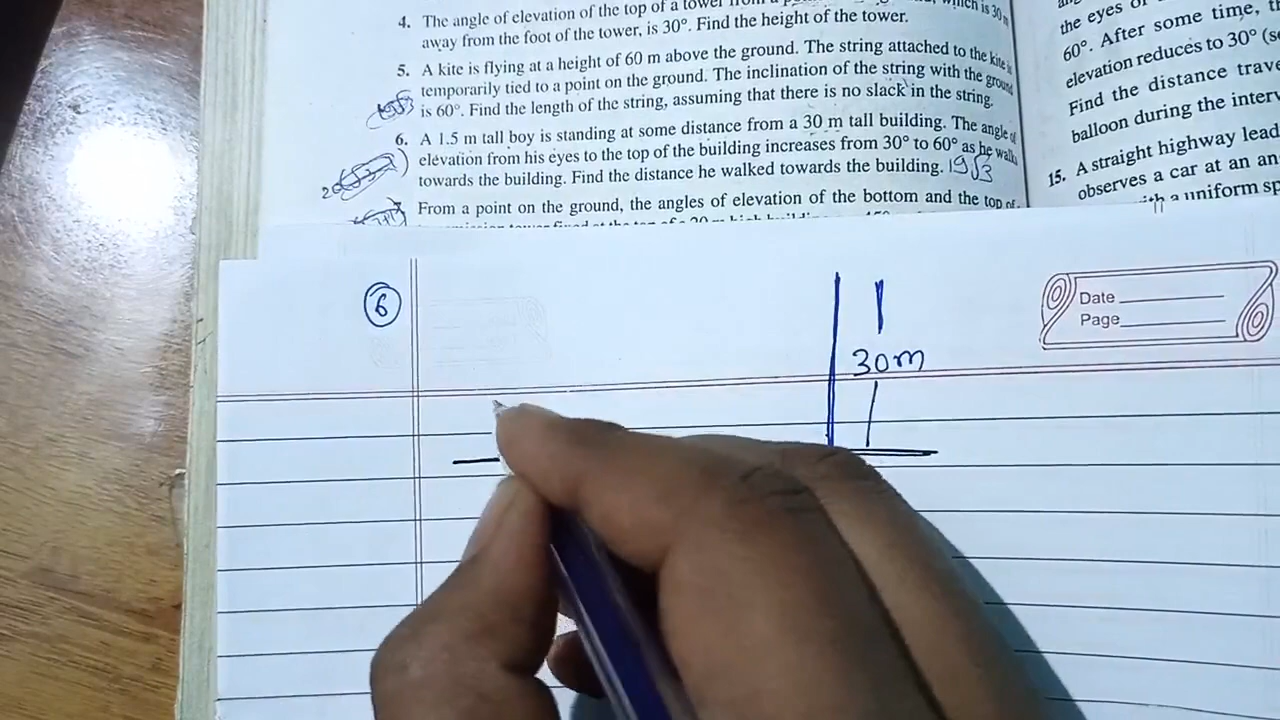 4. The angle of elevation of the top of a tower from a point which is 30 m
away from the foot of the tower, is 30°. Find the height of the tower.
5. A kite is flying at a height of 60 m above the ground. The string attached to the kite is
temporarily tied to a point on the ground. The inclination of the string with the ground
is 60°. Find the length of the string, assuming that there is no slack in the string.
6. A 1.5 m tall boy is standing at some distance from a 30 m tall building. The angle of
elevation from his eyes to the top of the building increases from 30° to 60° as he walks
towards the building. Find the distance he walked towards the building. 19√3
From a point on the ground, the angles of elevation of the bottom and the top of
the eyes of
60°. After some time, t
elevation reduces to 30° (s
Find the distance trave
balloon during the interv
15. A straight highway lead
observes a car at an an
with a uniform sp
6
30m
Date
Page